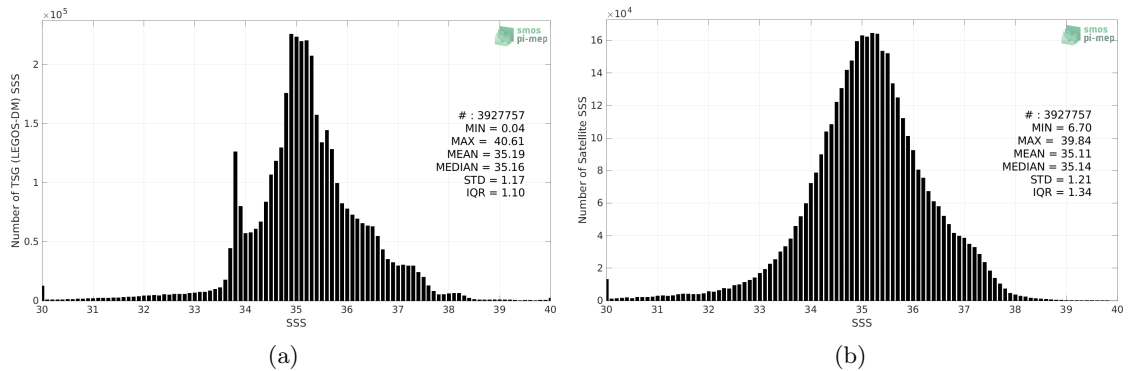 ×10⁵
smos
pi-mep
Number of TSG (LEGOS-DM) SSS
2
1.5
1
0.5
0
# : 3927757
MIN = 0.04
MAX = 40.61
MEAN = 35.19
MEDIAN = 35.16
STD = 1.17
IQR = 1.10
30 31 32 33 34 35 36 37 38 39 40
SSS
(a)
×10⁴
smos
pi-mep
Number of Satellite SSS
16
14
12
10
8
6
4
2
0
# : 3927757
MIN = 6.70
MAX = 39.84
MEAN = 35.11
MEDIAN = 35.14
STD = 1.21
IQR = 1.34
30 31 32 33 34 35 36 37 38 39 40
SSS
(b)